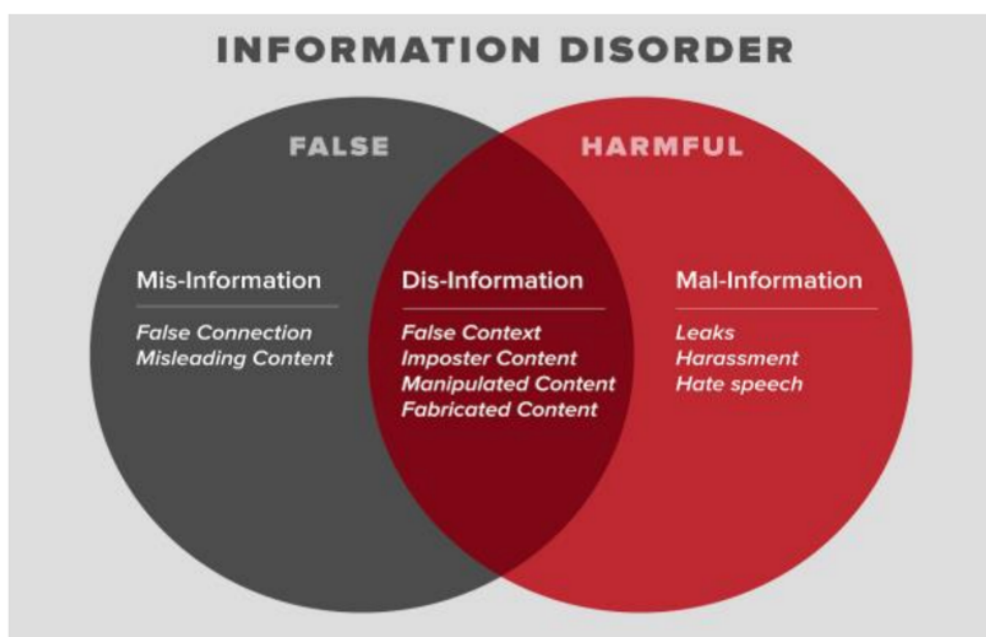 INFORMATION DISORDER
FALSE
HARMFUL
Mis-Information
False Connection
Misleading Content
Dis-Information
False Context
Imposter Content
Manipulated Content
Fabricated Content
Mal-Information
Leaks
Harassment
Hate speech